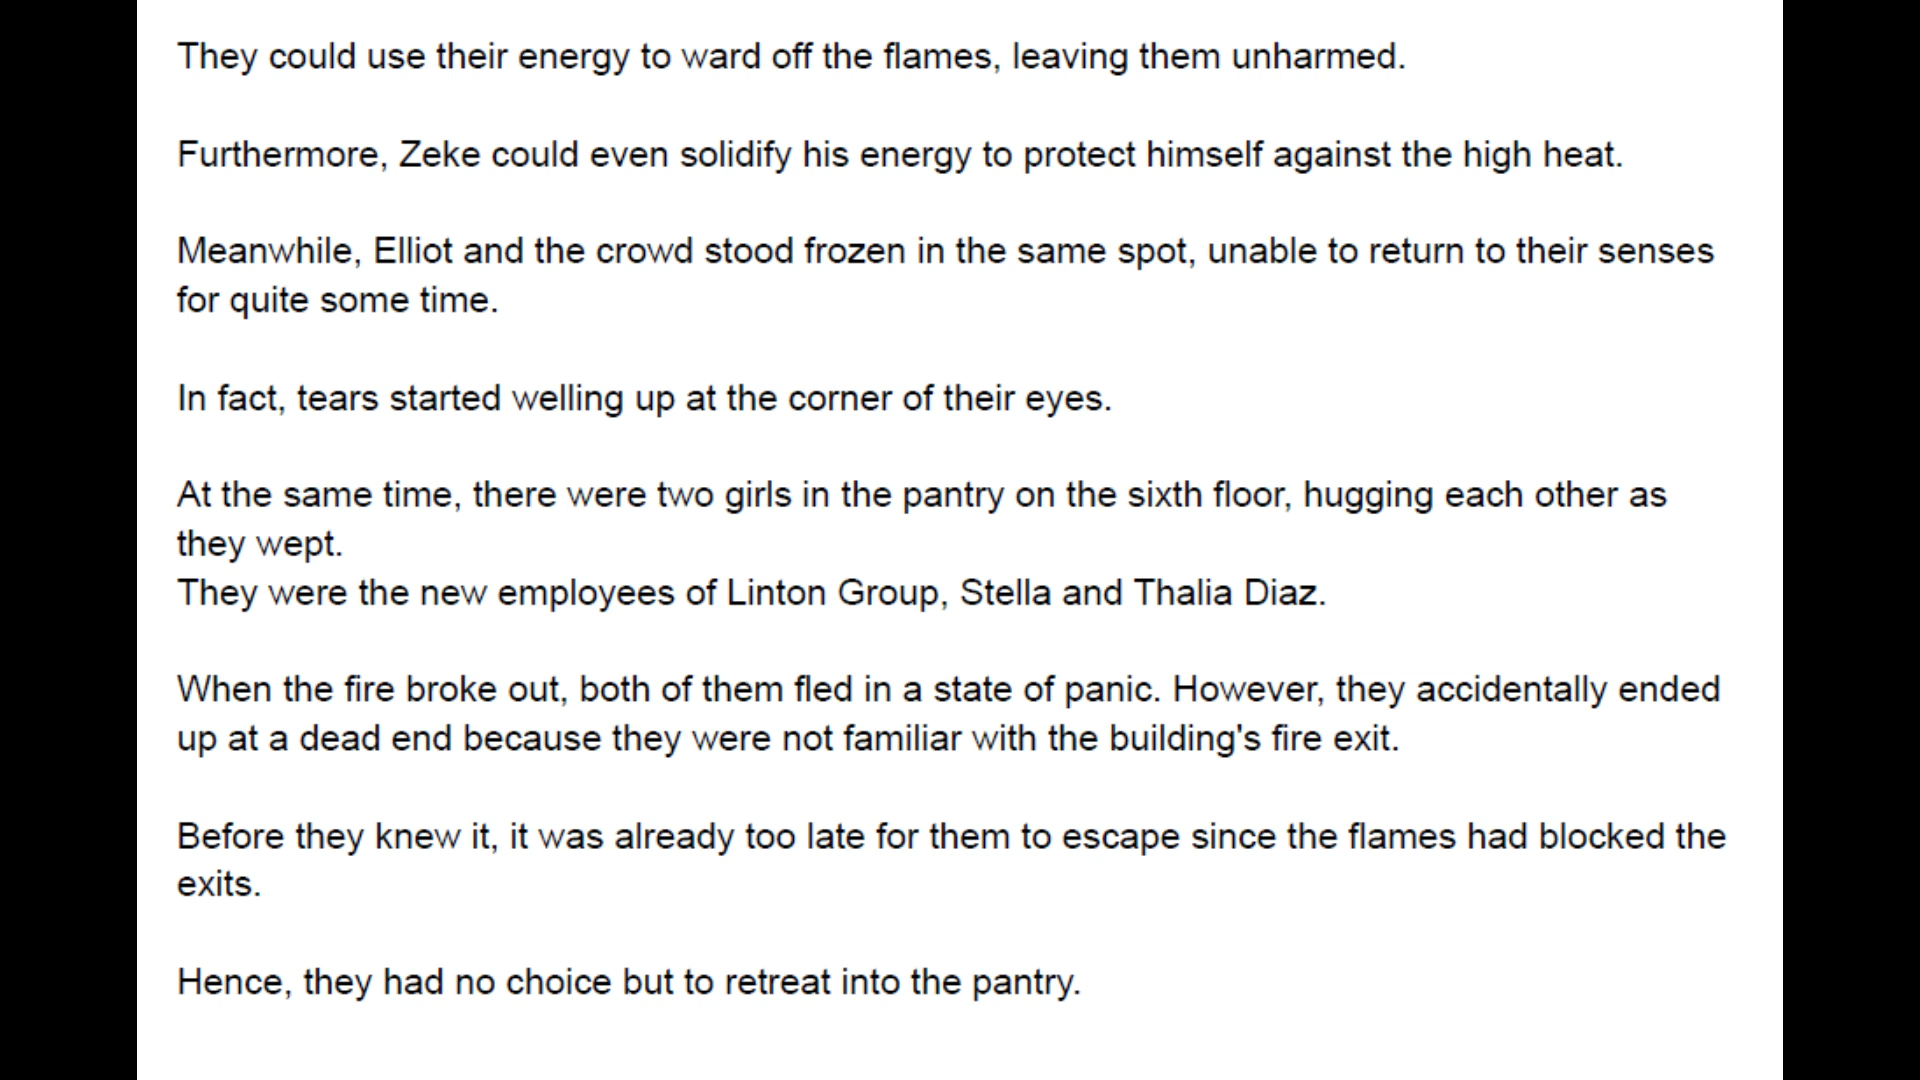 They could use their energy to ward off the flames, leaving them unharmed.
Furthermore, Zeke could even solidify his energy to protect himself against the high heat.
Meanwhile, Elliot and the crowd stood frozen in the same spot, unable to return to their senses
for quite some time.
In fact, tears started welling up at the corner of their eyes.
At the same time, there were two girls in the pantry on the sixth floor, hugging each other as
they wept.
They were the new employees of Linton Group, Stella and Thalia Diaz.
When the fire broke out, both of them fled in a state of panic. However, they accidentally ended
up at a dead end because they were not familiar with the building's fire exit.
Before they knew it, it was already too late for them to escape since the flames had blocked the
exits.
Hence, they had no choice but to retreat into the pantry.